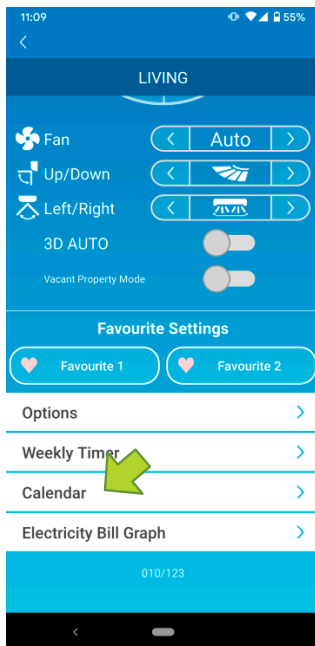 11:09 55%
LIVING
Fan Auto
Up/Down
Left/Right
3D AUTO
Vacant Property Mode
Favourite Settings
Favourite 1 Favourite 2
Options
Weekly Timer
Calendar
Electricity Bill Graph
010/123